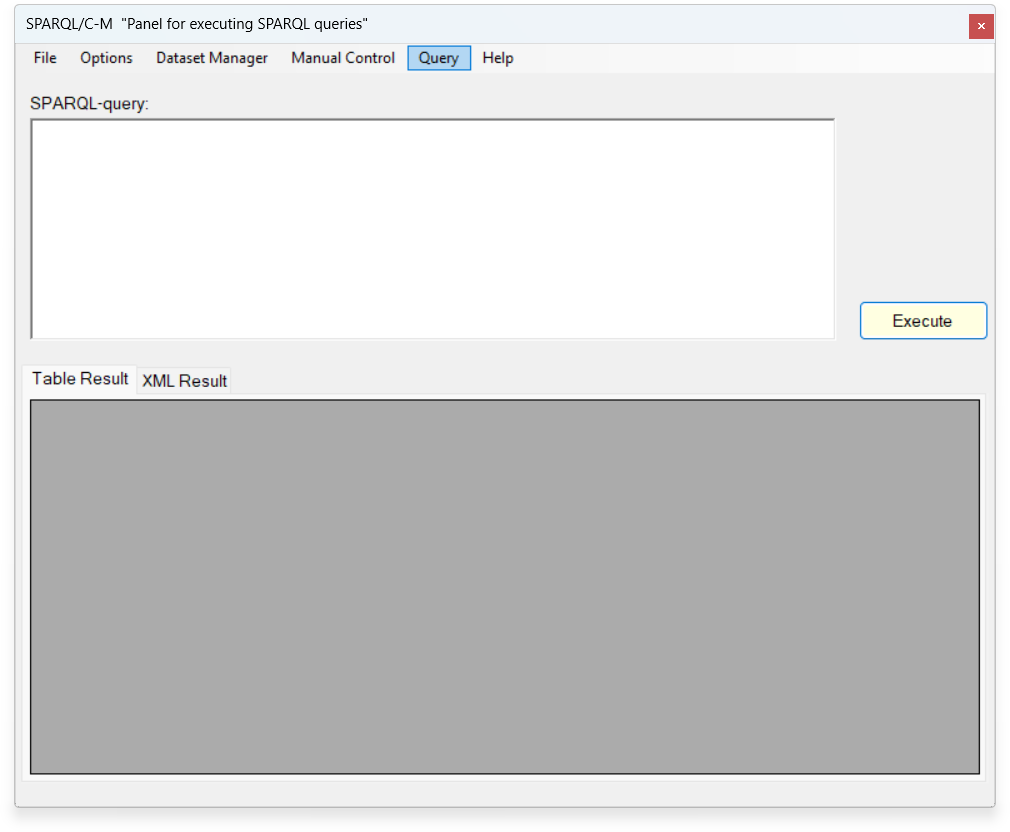 SPARQL/C-M  "Panel for executing SPARQL queries"
File Options Dataset Manager Manual Control Query Help
SPARQL-query:
Execute
Table Result XML Result